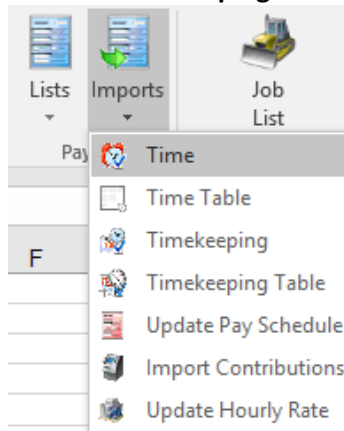 Lists
Imports
Job
List
Pay
Time
Time Table
F
Timekeeping
Timekeeping Table
Update Pay Schedule
Import Contributions
Update Hourly Rate